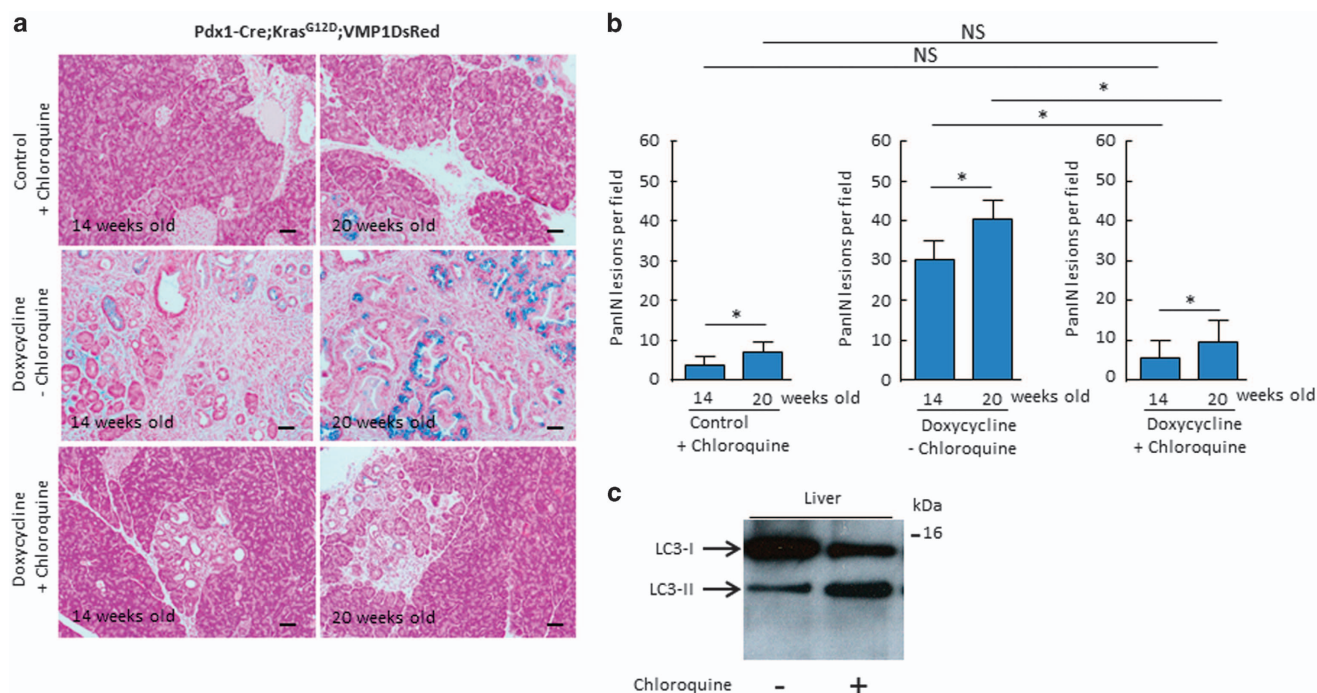 a
Pdx1-Cre;KrasG12D;VMP1DsRed
Control
+ Chloroquine
14 weeks old
20 weeks old
Doxycycline
- Chloroquine
14 weeks old
20 weeks old
Doxycycline
+ Chloroquine
14 weeks old
20 weeks old
b
NS
NS
*
*
PanIN lesions per field
60
50
40
30
20
10
0
*
14 20
Control
+ Chloroquine
PanIN lesions per field
60
50
40
30
20
10
0
*
14 20 weeks old
Doxycycline
- Chloroquine
PanIN lesions per field
60
50
40
30
20
10
0
*
14 20 weeks old
Doxycycline
+ Chloroquine
c
Liver
kDa
16
LC3-I
LC3-II
Chloroquine - +